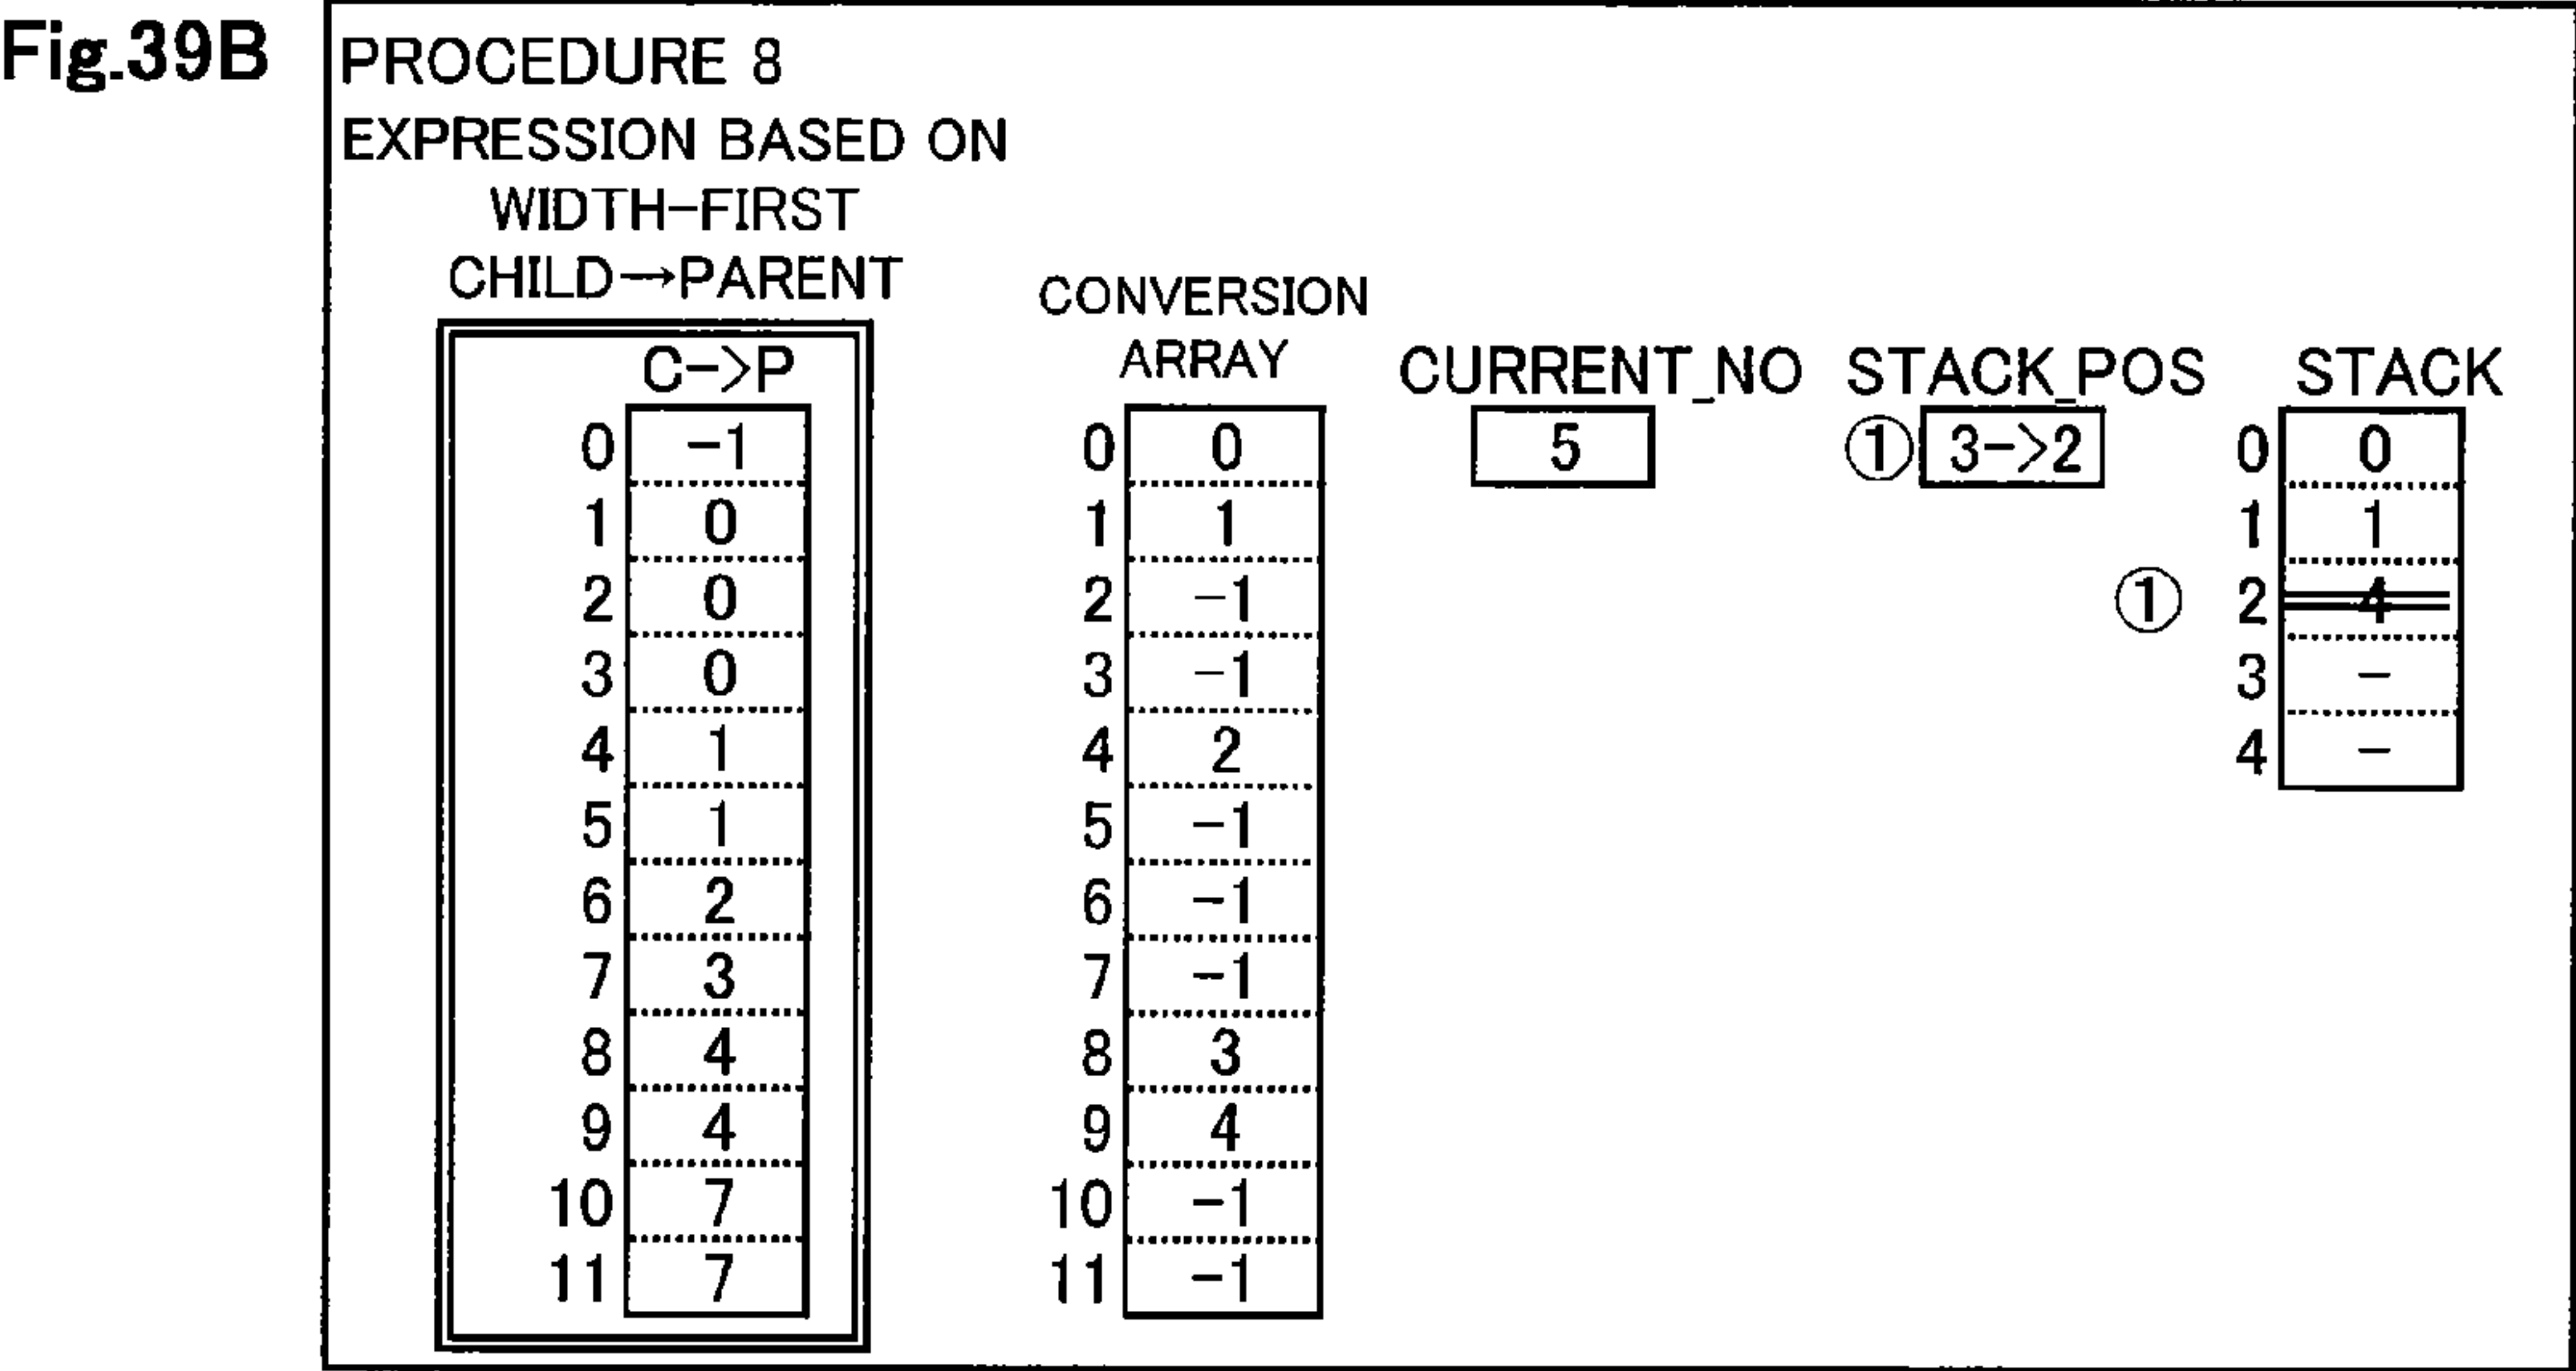 Fig.39B
PROCEDURE 8
EXPRESSION BASED ON
WIDTH-FIRST
CHILD→PARENT
C->P
0 -1
1 0
2 0
3 0
4 1
5 1
6 2
7 3
8 4
9 4
10 7
11 7
CONVERSION
ARRAY
0 0
1 1
2 -1
3 -1
4 2
5 -1
6 -1
7 -1
8 3
9 4
10 -1
11 -1
CURRENT_NO
5
STACK_POS
① 3->2
STACK
0 0
1 1
① 2 4
3 -
4 -